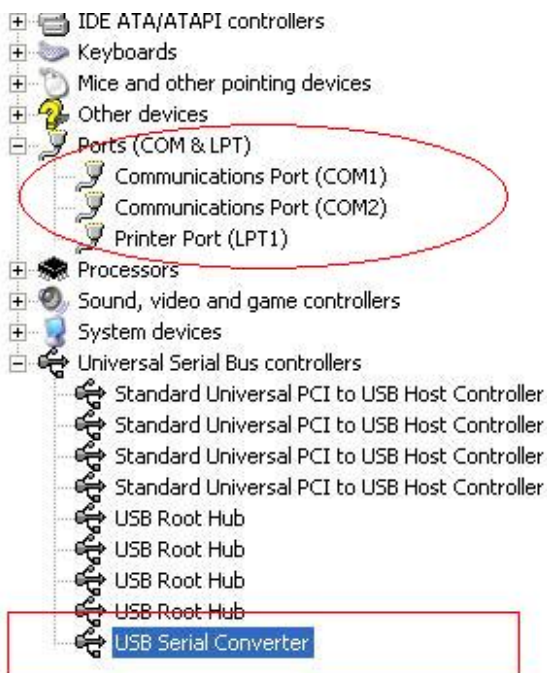 IDE ATA/ATAPI controllers
Keyboards
Mice and other pointing devices
Other devices
Ports (COM & LPT)
Communications Port (COM1)
Communications Port (COM2)
Printer Port (LPT1)
Processors
Sound, video and game controllers
System devices
Universal Serial Bus controllers
Standard Universal PCI to USB Host Controller
Standard Universal PCI to USB Host Controller
Standard Universal PCI to USB Host Controller
Standard Universal PCI to USB Host Controller
USB Root Hub
USB Root Hub
USB Root Hub
USB Root Hub
USB Serial Converter